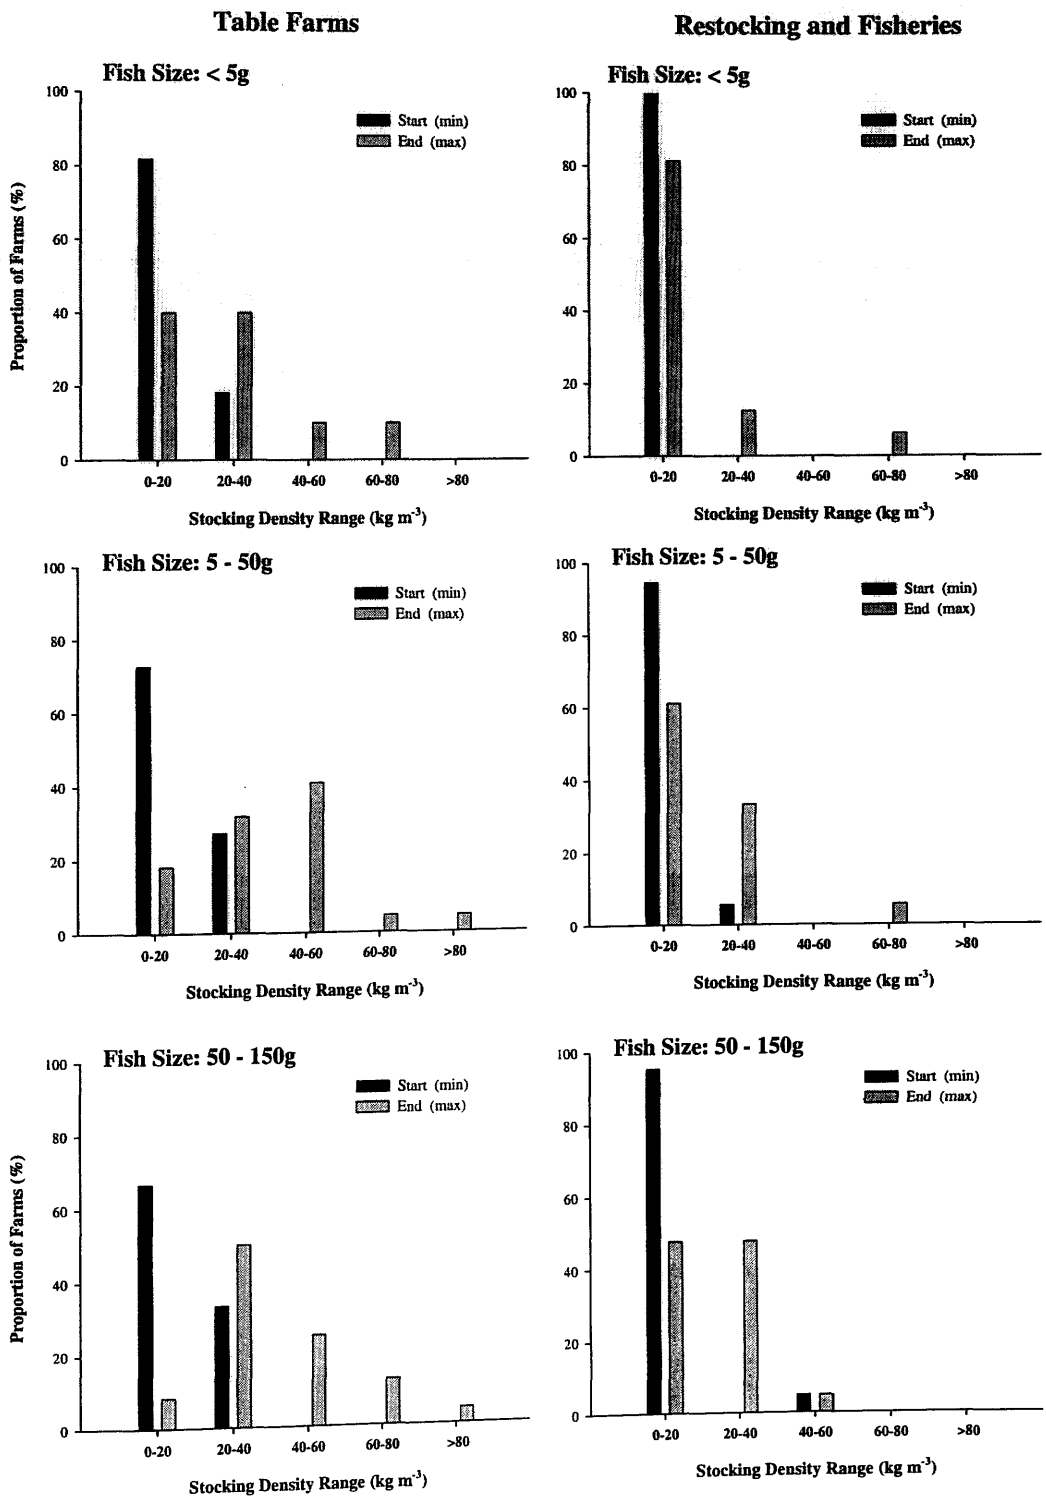 Table Farms
Restocking and Fisheries
Fish Size: < 5g
Start (min)
End (max)
100
80
60
40
20
0
Proportion of Farms (%)
0-20 20-40 40-60 60-80 >80
Stocking Density Range (kg m-3)
Fish Size: < 5g
Start (min)
End (max)
100
80
60
40
20
0
0-20 20-40 40-60 60-80 >80
Stocking Density Range (kg m-3)
Fish Size: 5 - 50g
Start (min)
End (max)
100
80
60
40
20
0
0-20 20-40 40-60 60-80 >80
Stocking Density Range (kg m-3)
Fish Size: 5 - 50g
Start (min)
End (max)
100
80
60
40
20
0
0-20 20-40 40-60 60-80 >80
Stocking Density Range (kg m-3)
Fish Size: 50 - 150g
Start (min)
End (max)
100
80
60
40
20
0
Proportion of Farms (%)
0-20 20-40 40-60 60-80 >80
Stocking Density Range (kg m-3)
Fish Size: 50 - 150g
Start (min)
End (max)
100
80
60
40
20
0
0-20 20-40 40-60 60-80 >80
Stocking Density Range (kg m-3)